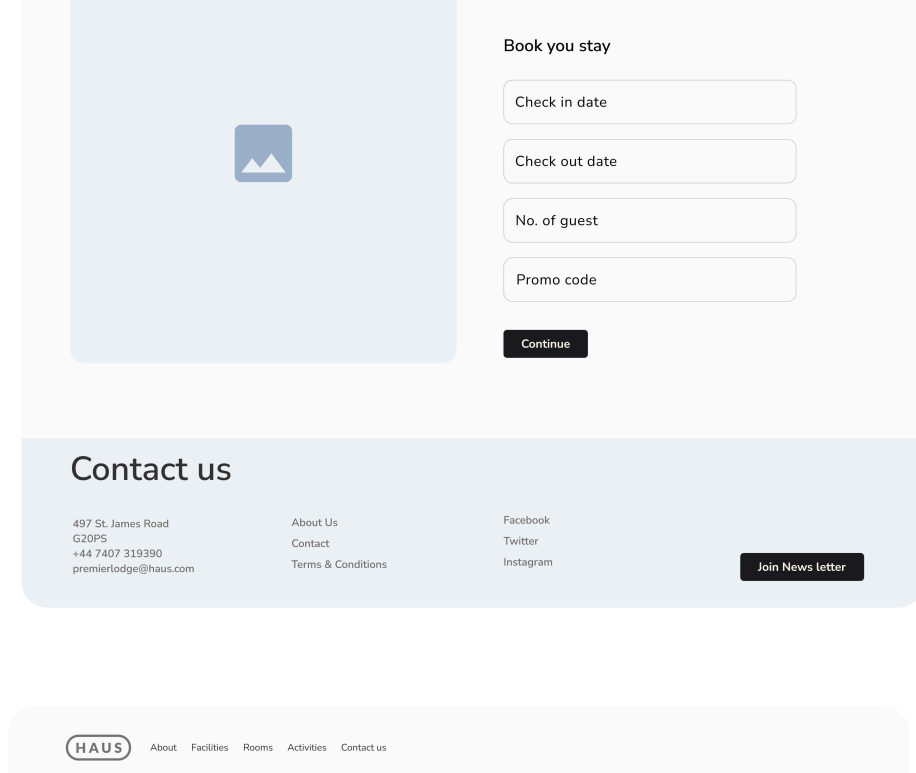 Book you stay
Check in date
Check out date
No. of guest
Promo code
Continue
Contact us
497 St. James Road
G20PS
+44 7407 319390
premierlodge@haus.com
About Us
Contact
Terms & Conditions
Facebook
Twitter
Instagram
Join News letter
HAUS About Facilities Rooms Activities Contact us